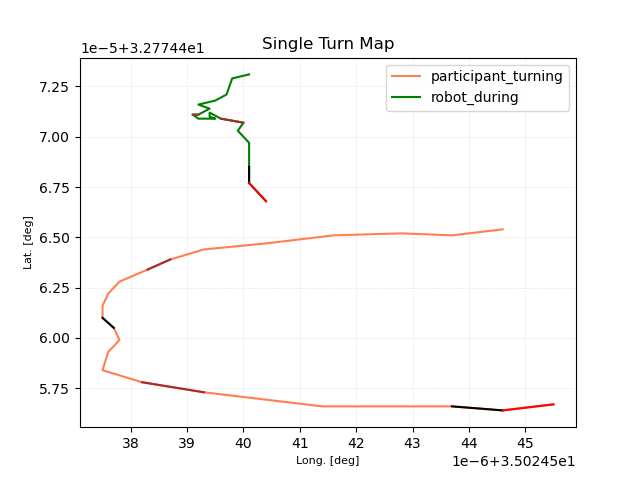 Single Turn Map
1e−5+3.27744e1
participant_turning
robot_during
7.25
7.00
6.75
6.50
6.25
6.00
5.75
Lat. [deg]
38 39 40 41 42 43 44 45
Long. [deg]
1e−6+3.50245e1